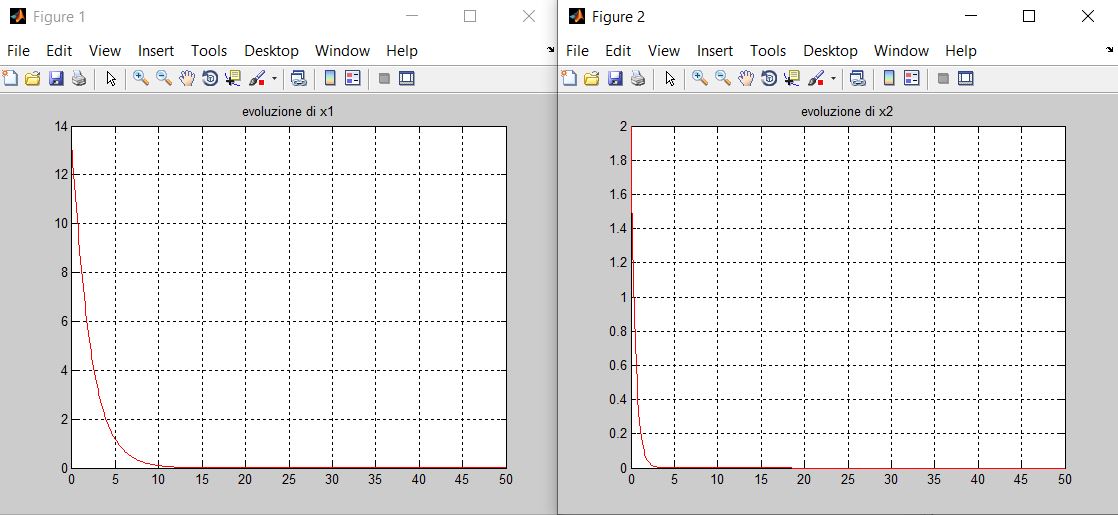 Figure 1
File Edit View Insert Tools Desktop Window Help
evoluzione di x1
14
12
10
8
6
4
2
0
0 5 10 15 20 25 30 35 40 45 50
Figure 2
File Edit View Insert Tools Desktop Window Help
evoluzione di x2
2
1.8
1.6
1.4
1.2
1
0.8
0.6
0.4
0.2
0
0 5 10 15 20 25 30 35 40 45 50